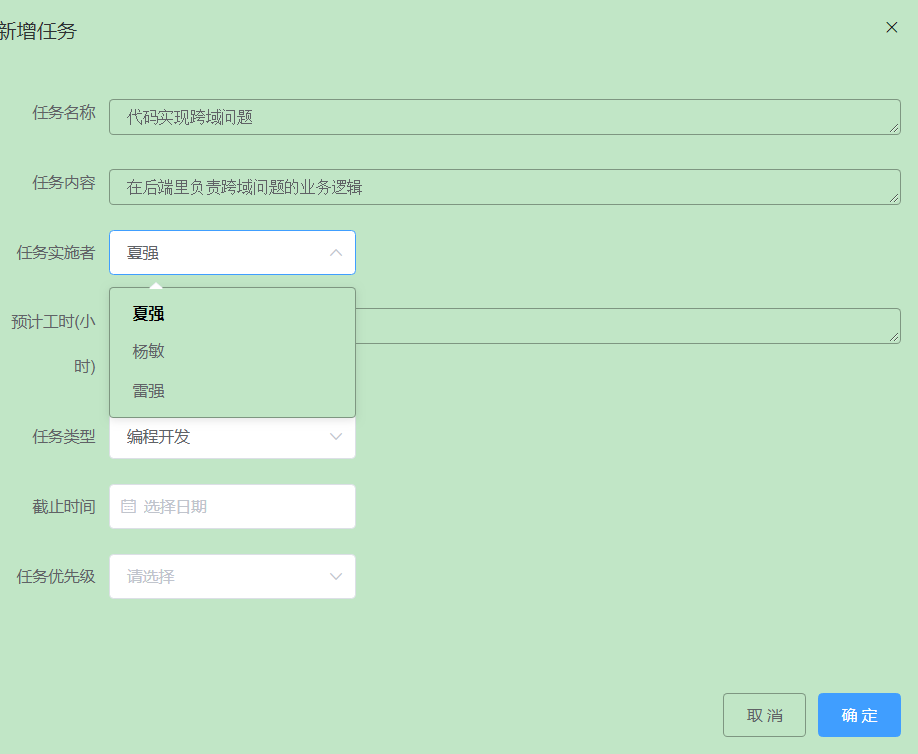 新增任务
任务名称
代码实现跨域问题
任务内容
在后端里负责跨域问题的业务逻辑
任务实施者
夏强
夏强
杨敏
雷强
预计工时(小
时)
任务类型
编程开发
截止时间
选择日期
任务优先级
请选择
取消
确定